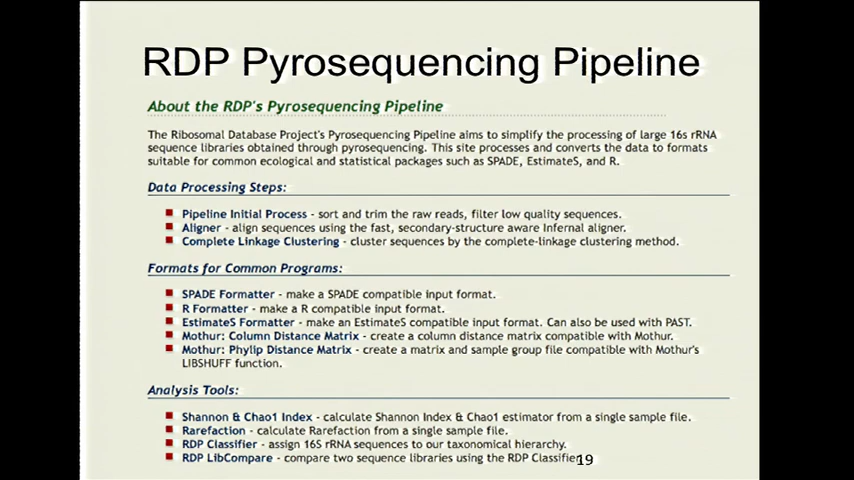 RDP Pyrosequencing Pipeline
About the RDP's Pyrosequencing Pipeline
The Ribosomal Database Project's Pyrosequencing Pipeline aims to simplify the processing of large 16s rRNA
sequence libraries obtained through pyrosequencing. This site processes and converts the data to formats
suitable for common ecological and statistical packages such as SPADE, EstimateS, and R.
Data Processing Steps:
Pipeline Initial Process - sort and trim the raw reads, filter low quality sequences.
Aligner - align sequences using the fast, secondary-structure aware Infernal aligner.
Complete Linkage Clustering - cluster sequences by the complete-linkage clustering method.
Formats for Common Programs:
SPADE Formatter - make a SPADE compatible input format.
R Formatter - make a R compatible input format.
EstimateS Formatter - make an EstimateS compatible input format. Can also be used with PAST.
Mothur: Column Distance Matrix - create a column distance matrix compatible with Mothur.
Mothur: Phylip Distance Matrix - create a matrix and sample group file compatible with Mothur's
LIBSHUFF function.
Analysis Tools:
Shannon & Chao1 Index - calculate Shannon Index & Chao1 estimator from a single sample file.
Rarefaction - calculate Rarefaction from a single sample file.
RDP Classifier - assign 16S rRNA sequences to our taxonomical hierarchy.
RDP LibCompare - compare two sequence libraries using the RDP Classifier
19